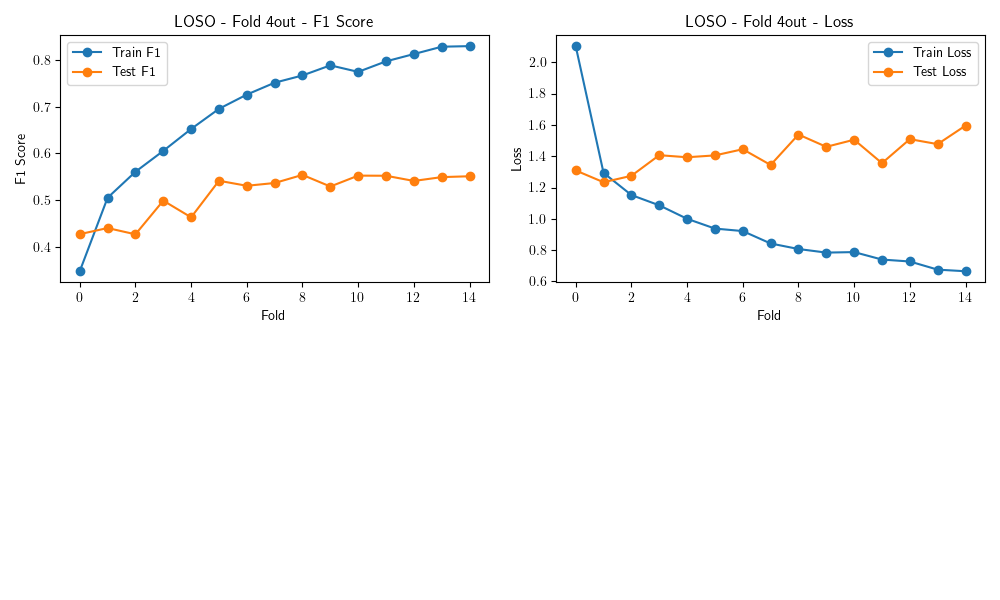 LOSO - Fold 4out - F1 Score
Train F1
Test F1
F1 Score
0.8
0.7
0.6
0.5
0.4
0 2 4 6 8 10 12 14
Fold
LOSO - Fold 4out - Loss
Train Loss
Test Loss
Loss
2.0
1.8
1.6
1.4
1.2
1.0
0.8
0.6
0 2 4 6 8 10 12 14
Fold